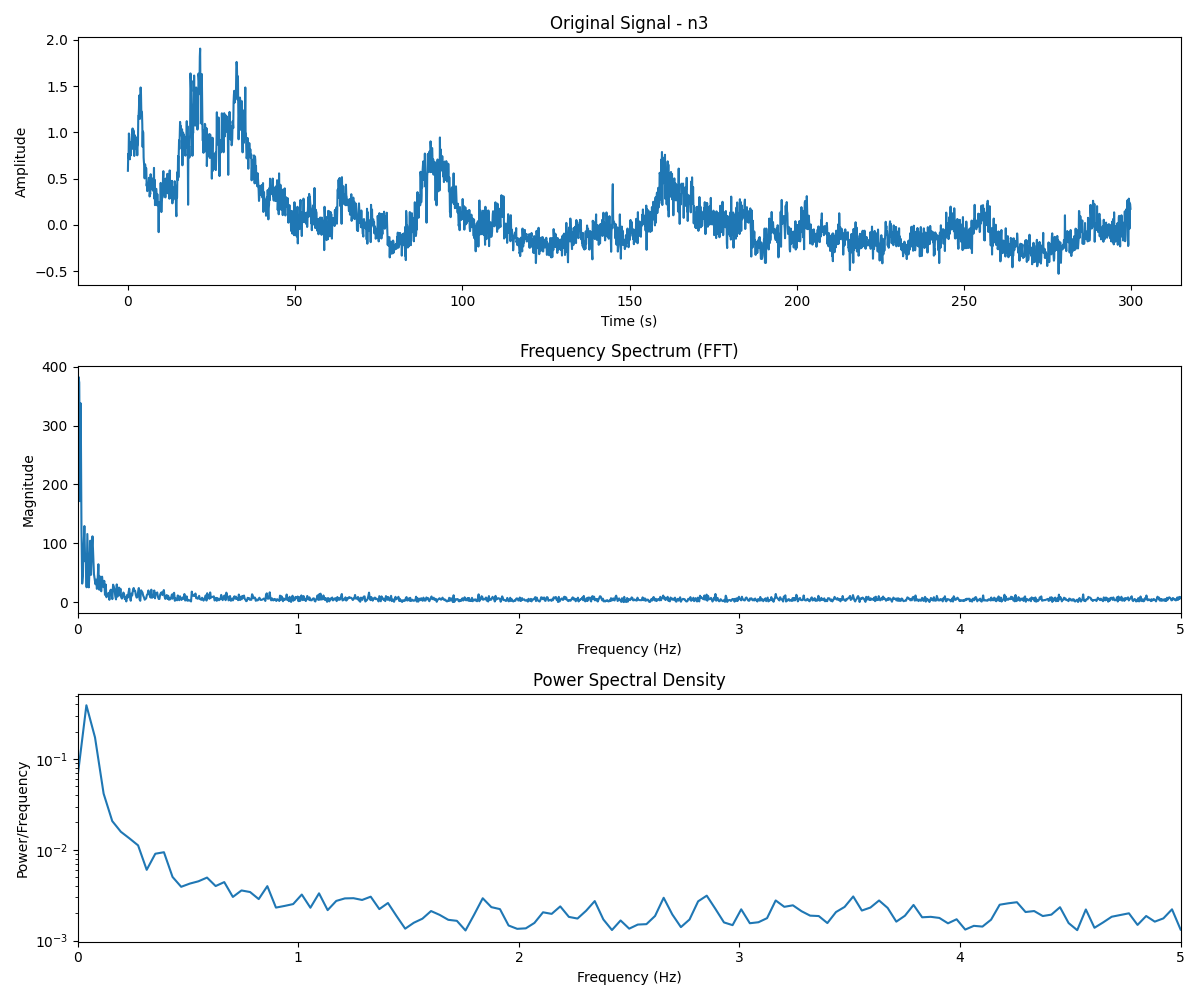 Original Signal - n3
2.0
1.5
1.0
0.5
0.0
−0.5
Amplitude
0 50 100 150 200 250 300
Time (s)
Frequency Spectrum (FFT)
400
300
200
100
0
Magnitude
0 1 2 3 4 5
Frequency (Hz)
Power Spectral Density
10⁻¹
10⁻²
10⁻³
Power/Frequency
0 1 2 3 4 5
Frequency (Hz)